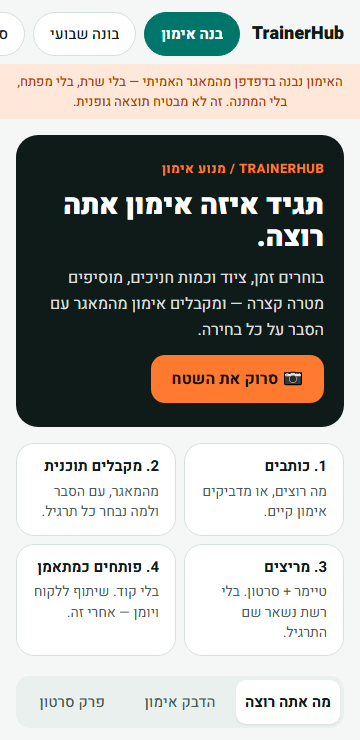 TrainerHub
בנה אימון
בונה שבועי
ס
האימון נבנה בדפדפן מהמאגר האמיתי — בלי שרת, בלי מפתח,
בלי המתנה. זה לא מבטיח תוצאה גופנית.
TRAINERHUB / מנוע אימון
תגיד איזה אימון אתה
רוצה.
בוחרים זמן, ציוד וכמות חניכים, מוסיפים
מטרה קצרה — ומקבלים אימון מהמאגר עם
הסבר על כל בחירה.
סרוק את השטח
1. כותבים
מה רוצים, או מדביקים
אימון קיים.
2. מקבלים תוכנית
מהמאגר, עם הסבר
ולמה נבחר כל תרגיל.
3. מריצים
טיימר + סרטון. בלי
רשת נשאר שם
התרגיל.
4. פותחים כמתאמן
בלי קוד. שיתוף ללקוח
ויומן — אחרי זה.
מה אתה רוצה
הדבק אימון
פרק סרטון